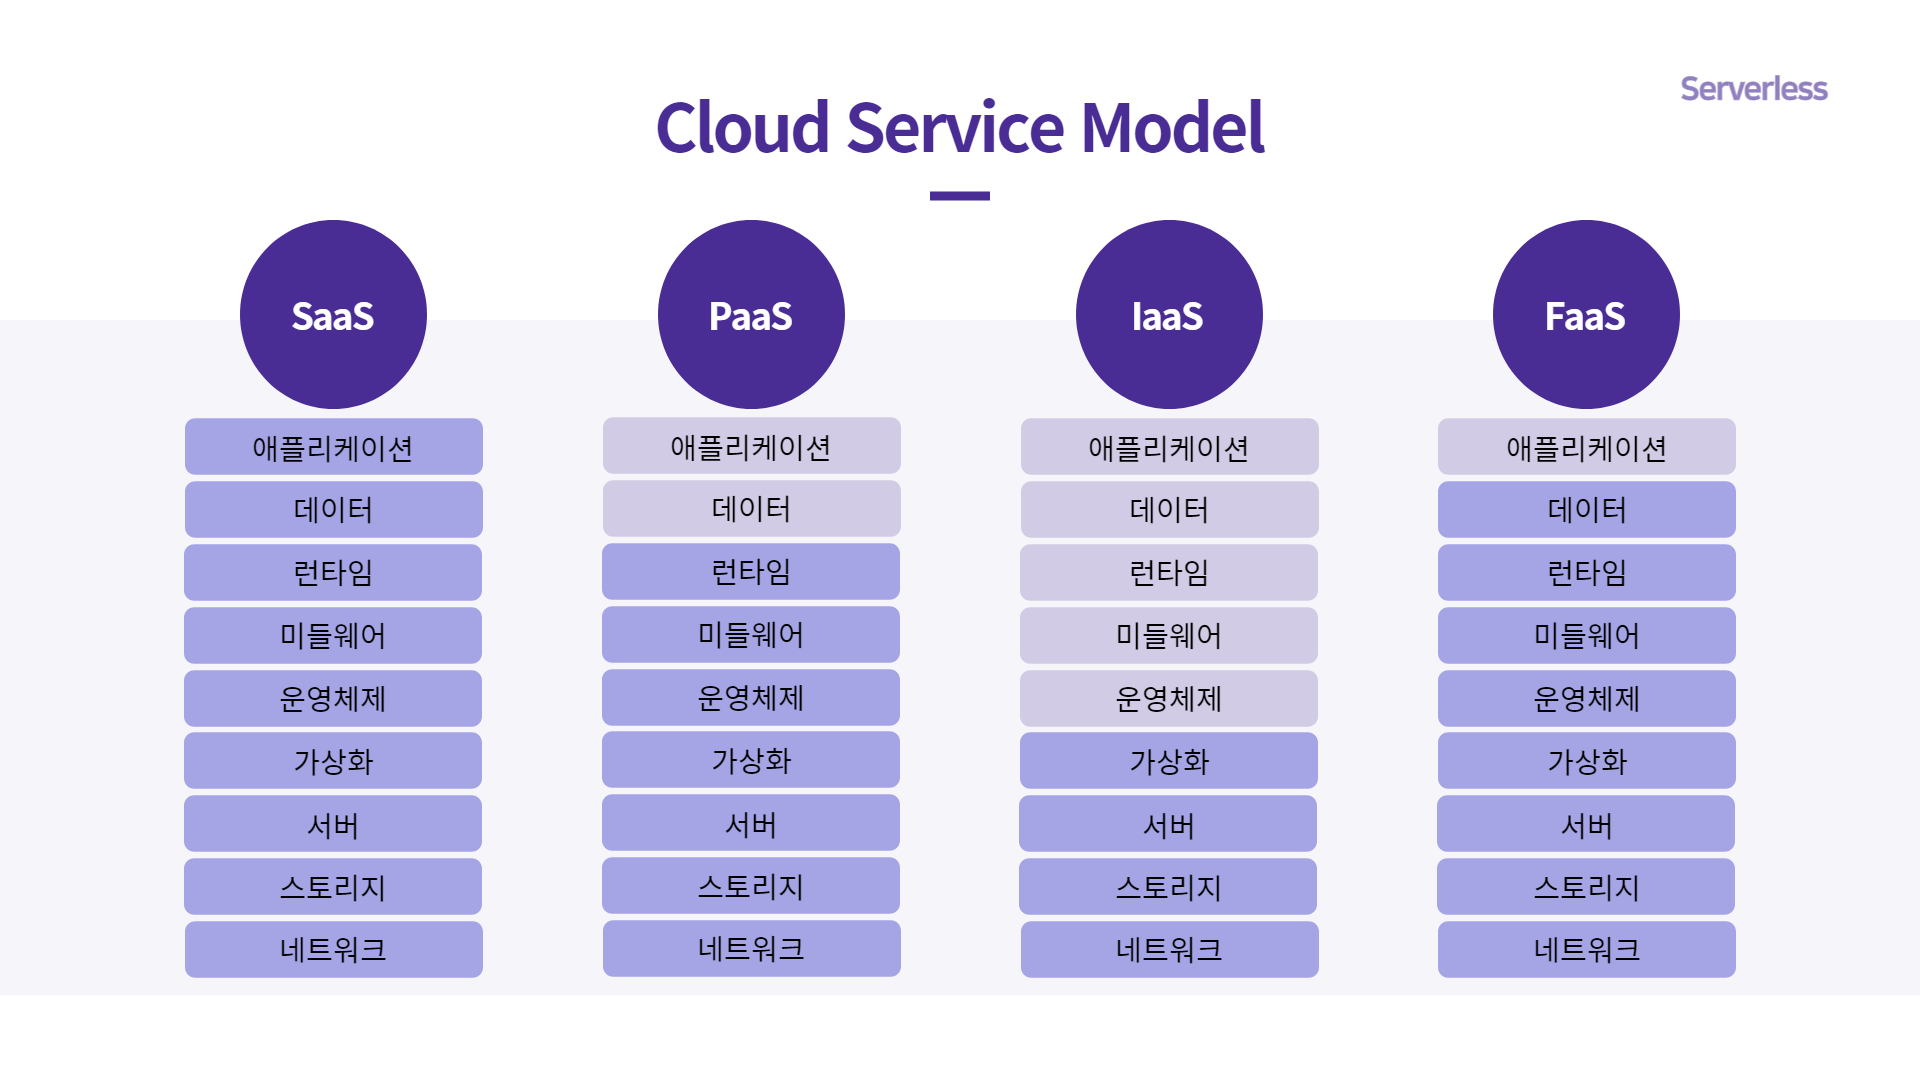 Serverless
Cloud Service Model
SaaS
애플리케이션
데이터
런타임
미들웨어
운영체제
가상화
서버
스토리지
네트워크
PaaS
애플리케이션
데이터
런타임
미들웨어
운영체제
가상화
서버
스토리지
네트워크
IaaS
애플리케이션
데이터
런타임
미들웨어
운영체제
가상화
서버
스토리지
네트워크
FaaS
애플리케이션
데이터
런타임
미들웨어
운영체제
가상화
서버
스토리지
네트워크